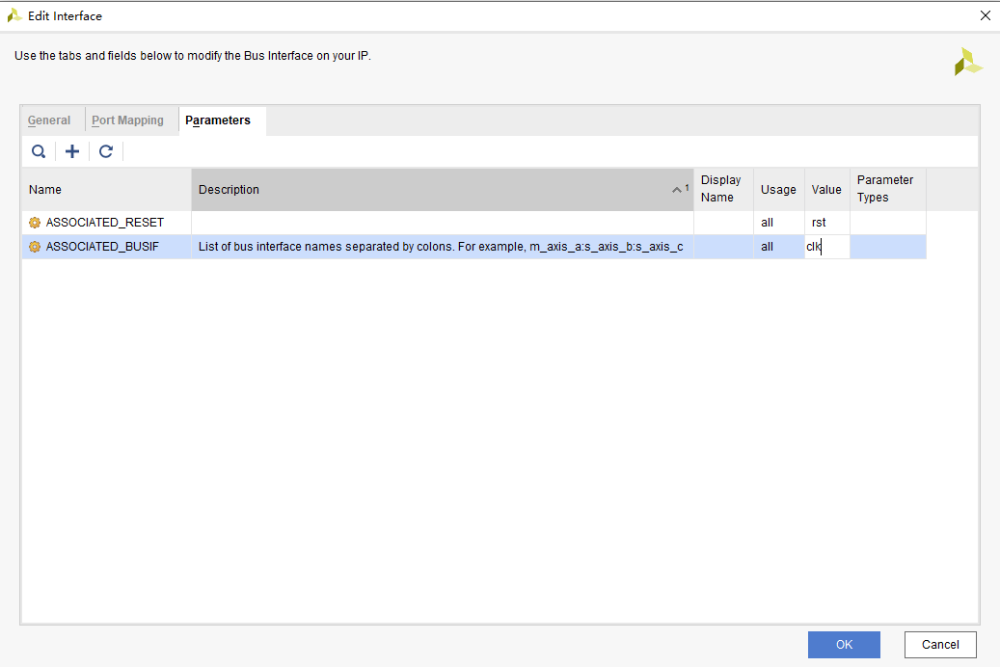 Edit Interface
Use the tabs and fields below to modify the Bus Interface on your IP.
General Port Mapping Parameters
Name Description 1 Display Name Usage Value Parameter Types
ASSOCIATED_RESET all rst
ASSOCIATED_BUSIF List of bus interface names separated by colons. For example, m_axis_a:s_axis_b:s_axis_c all clk
OK Cancel